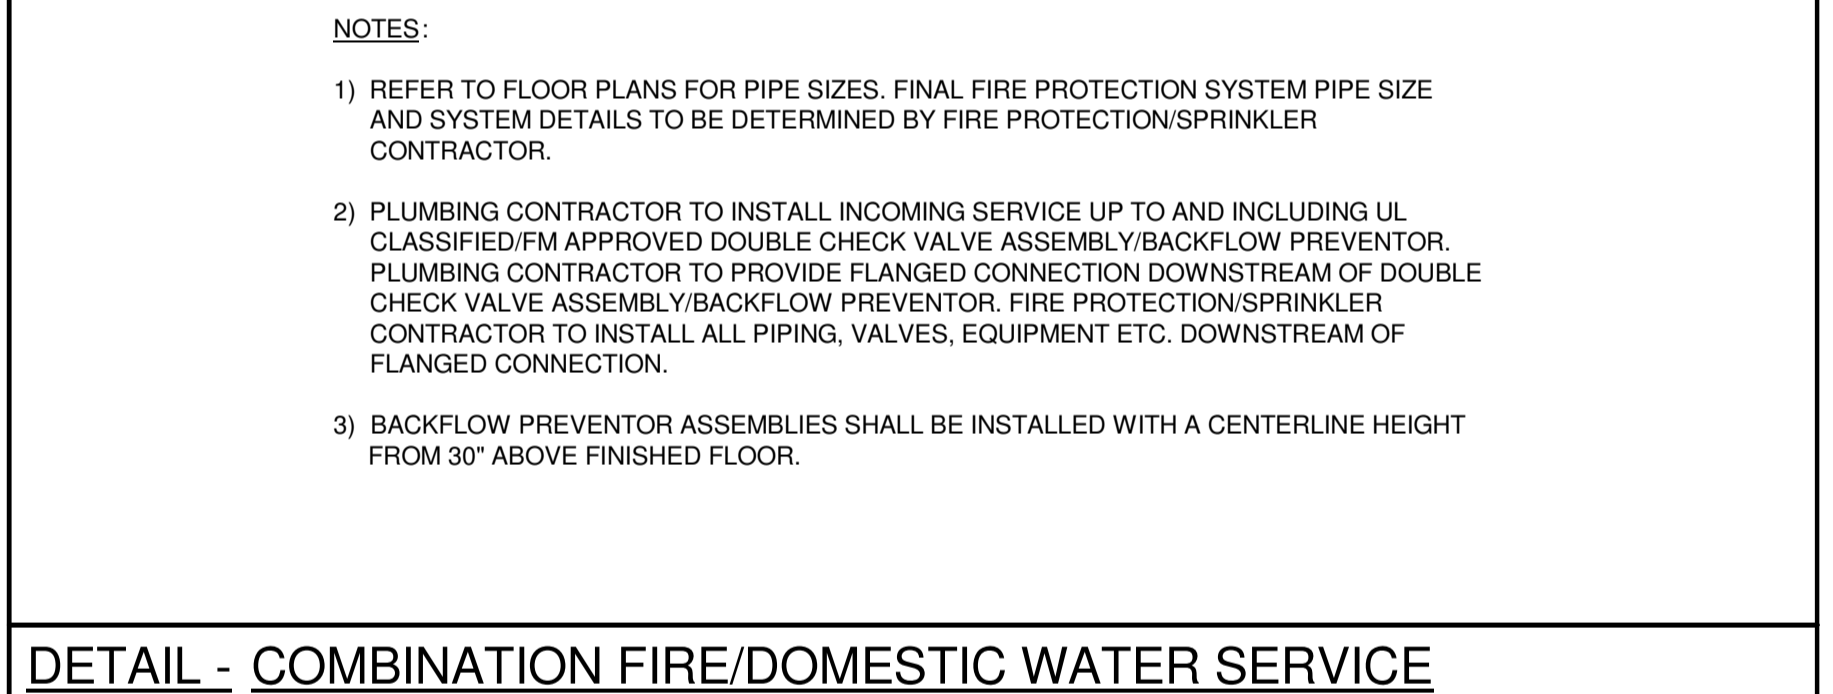 NOTES:
1) REFER TO FLOOR PLANS FOR PIPE SIZES. FINAL FIRE PROTECTION SYSTEM PIPE SIZE
AND SYSTEM DETAILS TO BE DETERMINED BY FIRE PROTECTION/SPRINKLER
CONTRACTOR.
2) PLUMBING CONTRACTOR TO INSTALL INCOMING SERVICE UP TO AND INCLUDING UL
CLASSIFIED/FM APPROVED DOUBLE CHECK VALVE ASSEMBLY/BACKFLOW PREVENTOR.
PLUMBING CONTRACTOR TO PROVIDE FLANGED CONNECTION DOWNSTREAM OF DOUBLE
CHECK VALVE ASSEMBLY/BACKFLOW PREVENTOR. FIRE PROTECTION/SPRINKLER
CONTRACTOR TO INSTALL ALL PIPING, VALVES, EQUIPMENT ETC. DOWNSTREAM OF
FLANGED CONNECTION.
3) BACKFLOW PREVENTOR ASSEMBLIES SHALL BE INSTALLED WITH A CENTERLINE HEIGHT
FROM 30" ABOVE FINISHED FLOOR.
DETAIL - COMBINATION FIRE/DOMESTIC WATER SERVICE